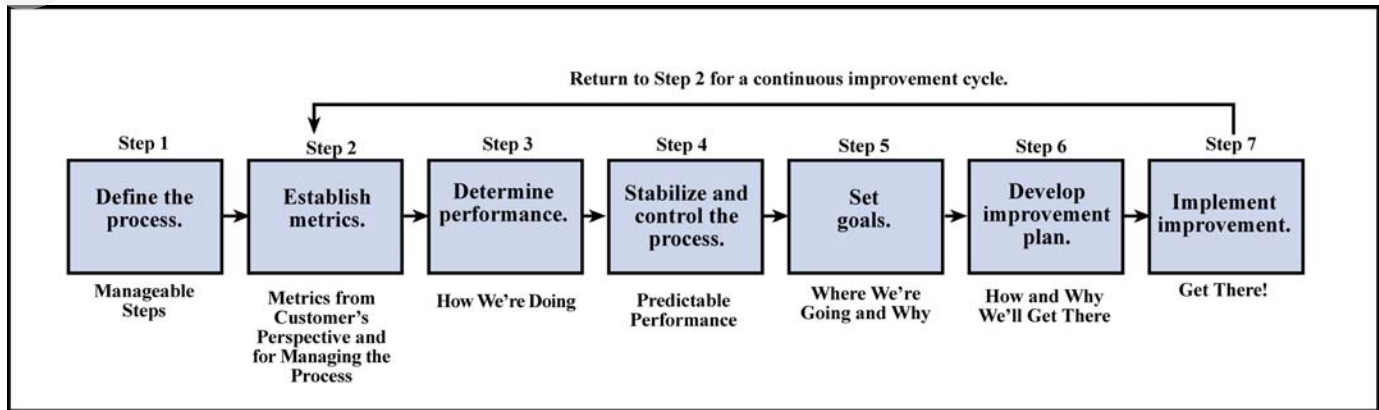 Return to Step 2 for a continuous improvement cycle.
Step 1
Define the
process.
Manageable
Steps
Step 2
Establish
metrics.
Metrics from
Customer's
Perspective and
for Managing the
Process
Step 3
Determine
performance.
How We're Doing
Step 4
Stabilize and
control the
process.
Predictable
Performance
Step 5
Set
goals.
Where We're
Going and Why
Step 6
Develop
improvement
plan.
How and Why
We'll Get There
Step 7
Implement
improvement.
Get There!